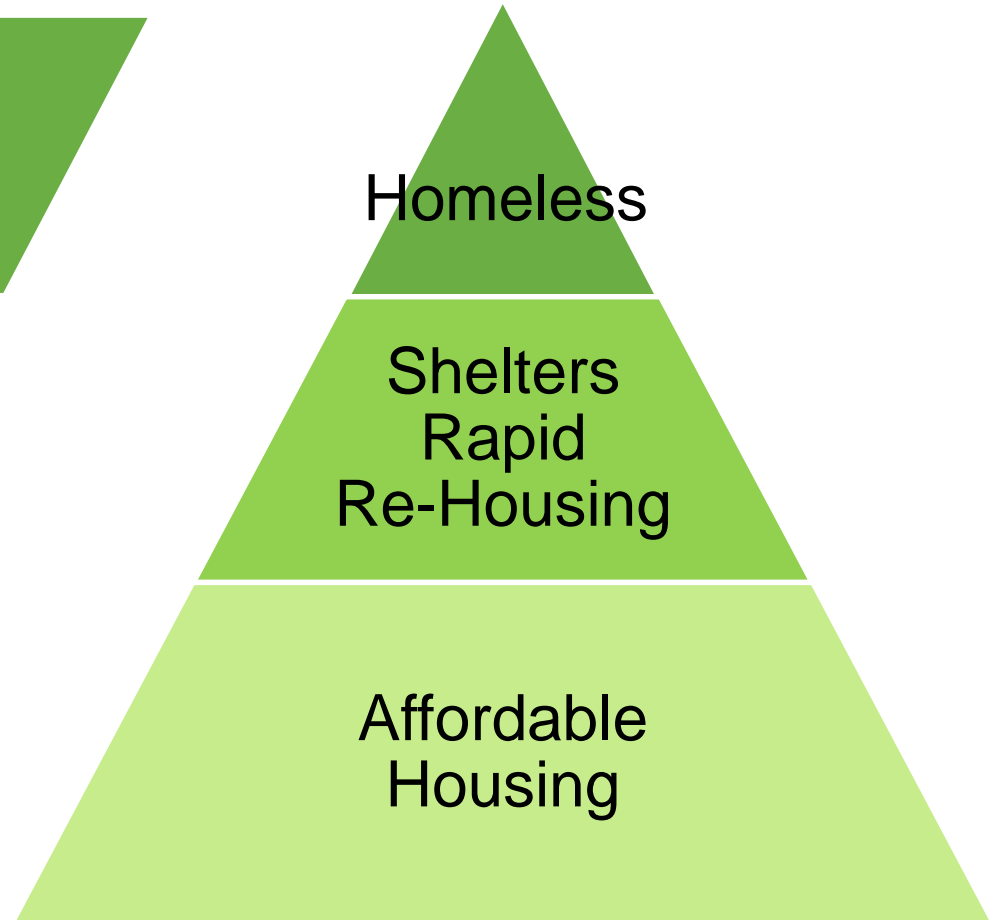 Homeless
Shelters
Rapid
Re-Housing
Affordable
Housing